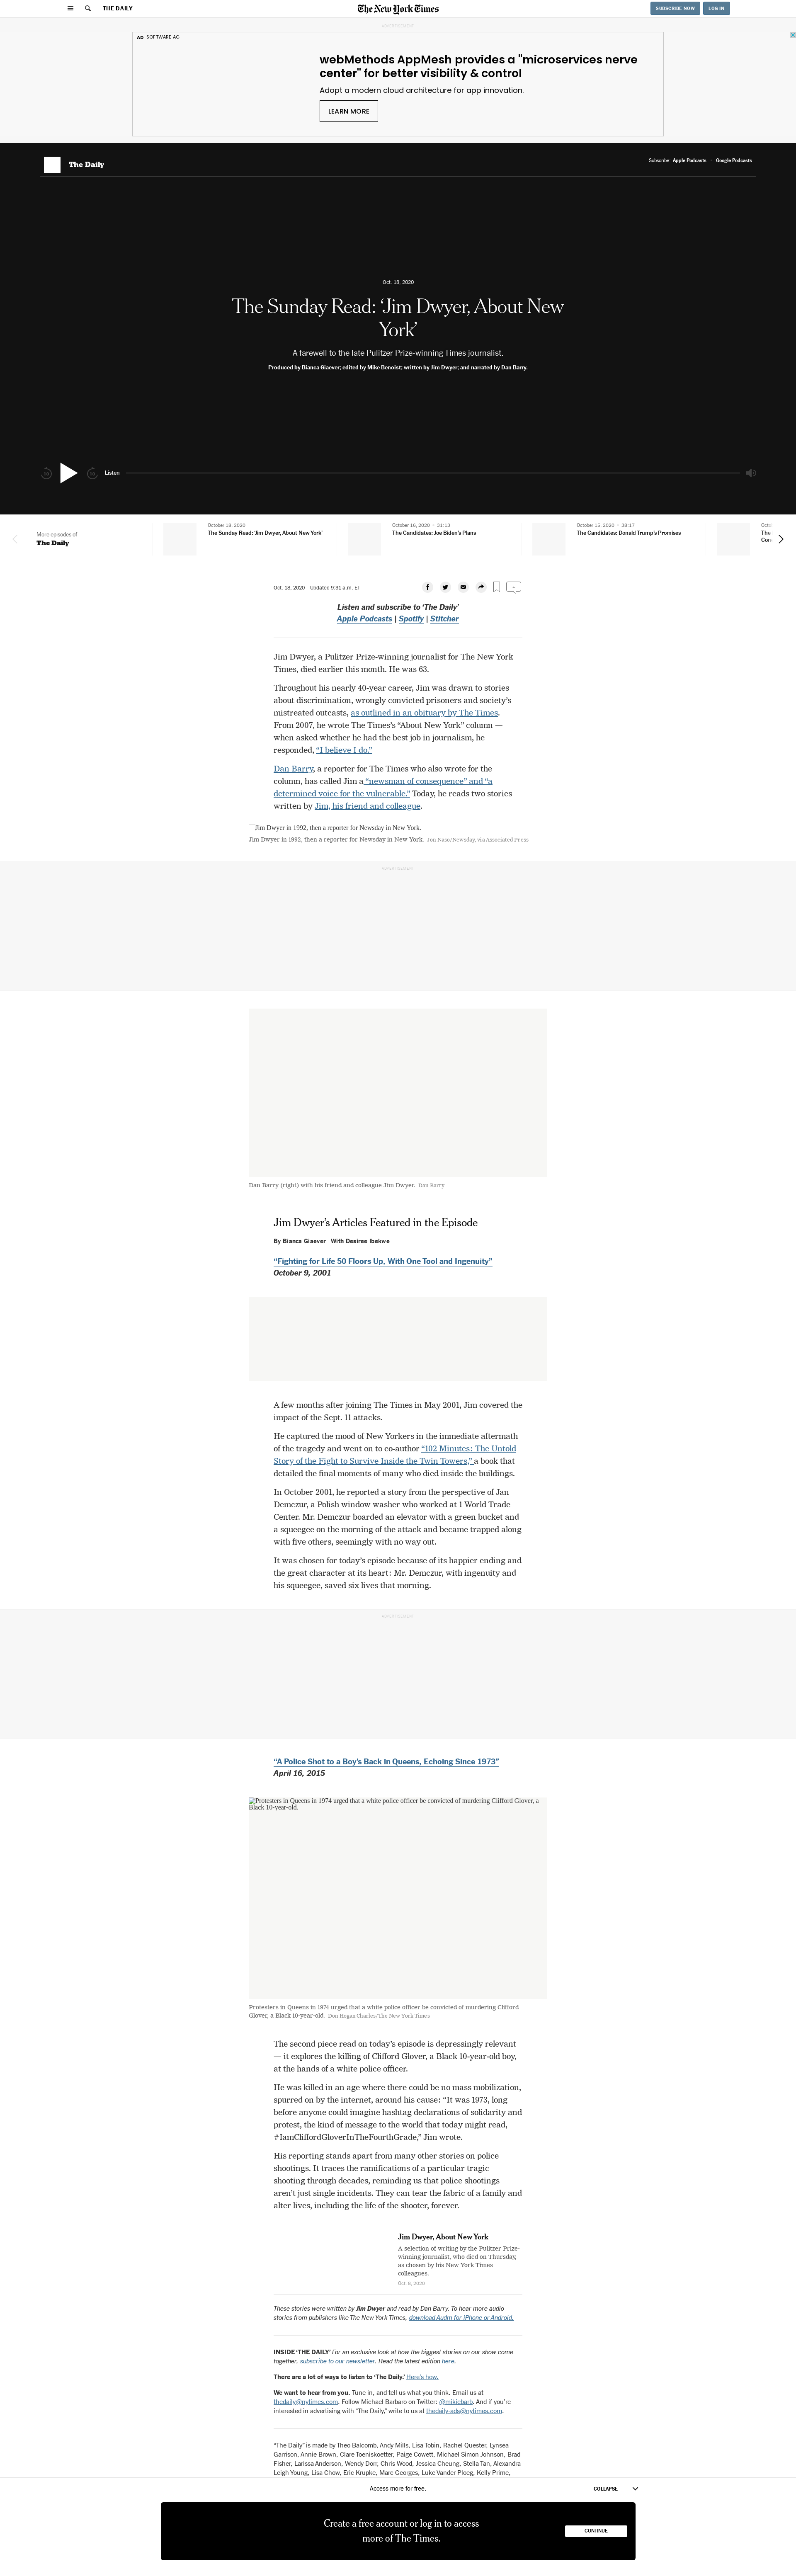 THE DAILY
The New York Times
SUBSCRIBE NOW
LOG IN
ADVERTISEMENT
AD SOFTWARE AG
webMethods AppMesh provides a "microservices nerve
center" for better visibility & control
Adopt a modern cloud architecture for app innovation.
LEARN MORE
The Daily
Subscribe: Apple Podcasts · Google Podcasts
Oct. 18, 2020
The Sunday Read: ‘Jim Dwyer, About New
York’
A farewell to the late Pulitzer Prize-winning Times journalist.
Produced by Bianca Giaever; edited by Mike Benoist; written by Jim Dwyer; and narrated by Dan Barry.
Listen
More episodes of
The Daily
October 18, 2020
The Sunday Read: ‘Jim Dwyer, About New York’
October 16, 2020 · 31:15
The Candidates: Joe Biden’s Plans
October 15, 2020 · 38:17
The Candidates: Donald Trump’s Promises
Oct. 18, 2020 Updated 9:31 a.m. ET
Listen and subscribe to ‘The Daily’
Apple Podcasts | Spotify | Stitcher
Jim Dwyer, a Pulitzer Prize-winning journalist for The New York
Times, died earlier this month. He was 63.
Throughout his nearly 40-year career, Jim was drawn to stories
about discrimination, wrongly convicted prisoners and society’s
mistreated outcasts, as outlined in an obituary by The Times.
From 2007, he wrote The Times’s “About New York” column —
when asked whether he had the best job in journalism, he
responded, “I believe I do.”
Dan Barry, a reporter for The Times who also wrote for the
column, has called Jim a “newsman of consequence” and “a
determined voice for the vulnerable.” Today, he reads two stories
written by Jim, his friend and colleague.
Jim Dwyer in 1992, then a reporter for Newsday in New York.
Jim Dwyer in 1992, then a reporter for Newsday in New York. Jon Naso/Newsday, via Associated Press
ADVERTISEMENT
Dan Barry (right) with his friend and colleague Jim Dwyer. Dan Barry
Jim Dwyer’s Articles Featured in the Episode
By Bianca Giaever With Desiree Ibekwe
“Fighting for Life 50 Floors Up, With One Tool and Ingenuity”
October 9, 2001
A few months after joining The Times in May 2001, Jim covered the
impact of the Sept. 11 attacks.
He captured the mood of New Yorkers in the immediate aftermath
of the tragedy and went on to co-author “102 Minutes: The Untold
Story of the Fight to Survive Inside the Twin Towers,” a book that
detailed the final moments of many who died inside the buildings.
In October 2001, he reported a story from the perspective of Jan
Demczur, a Polish window washer who worked at 1 World Trade
Center. Mr. Demczur boarded an elevator with a green bucket and
a squeegee on the morning of the attack and became trapped along
with five others, seemingly with no way out.
It was chosen for today’s episode because of its happier ending and
the great character at its heart: Mr. Demczur, with ingenuity and
his squeegee, saved six lives that morning.
ADVERTISEMENT
“A Police Shot to a Boy’s Back in Queens, Echoing Since 1973”
April 16, 2015
Protesters in Queens in 1974 urged that a white police officer be convicted of murdering Clifford Glover, a
Black 10-year-old.
Protesters in Queens in 1974 urged that a white police officer be convicted of murdering Clifford
Glover, a Black 10-year-old. Don Hogan Charles/The New York Times
The second piece read on today’s episode is depressingly relevant
— it explores the killing of Clifford Glover, a Black 10-year-old boy,
at the hands of a white police officer.
He was killed in an age where there could be no mass mobilization,
spurred on by the internet, around his cause: “It was 1973, long
before anyone could imagine hashtag declarations of solidarity and
protest, the kind of message to the world that today might read,
#IamCliffordGloverInTheFourthGrade,” Jim wrote.
His reporting stands apart from many other stories on police
shootings. It traces the ramifications of a particular tragic
shooting through decades, reminding us that police shootings
aren’t just single incidents. They can tear the fabric of a family and
alter lives, including the life of the shooter, forever.
Jim Dwyer, About New York
A selection of writing by the Pulitzer Prize-
winning journalist, who died on Thursday,
as chosen by his New York Times
colleagues.
Oct. 8, 2020
These stories were written by Jim Dwyer and read by Dan Barry. To hear more audio
stories from publishers like The New York Times, download Audm for iPhone or Android.
INSIDE ‘THE DAILY’ For an exclusive look at how the biggest stories on our show come
together, subscribe to our newsletter. Read the latest edition here.
There are a lot of ways to listen to ‘The Daily.’ Here’s how.
We want to hear from you. Tune in, and tell us what you think. Email us at
thedaily@nytimes.com. Follow Michael Barbaro on Twitter: @mikiebarb. And if you’re
interested in advertising with “The Daily,” write to us at thedaily-ads@nytimes.com.
“The Daily” is made by Theo Balcomb, Andy Mills, Lisa Tobin, Rachel Quester, Lynsea
Garrison, Annie Brown, Clare Toeniskoetter, Paige Cowett, Michael Simon Johnson, Brad
Fisher, Larissa Anderson, Wendy Dorr, Chris Wood, Jessica Cheung, Stella Tan, Alexandra
Leigh Young, Lisa Chow, Eric Krupke, Marc Georges, Luke Vander Ploeg, Kelly Prime,
Access more for free.
COLLAPSE
Create a free account or log in to access
more of The Times.
CONTINUE